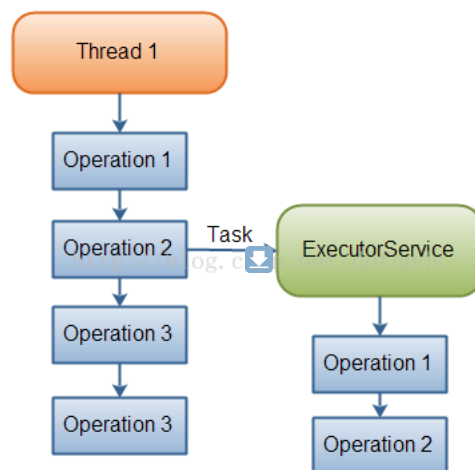 Thread 1
Operation 1
Operation 2
Task
ExecutorService
Operation 3
Operation 1
Operation 3
Operation 2